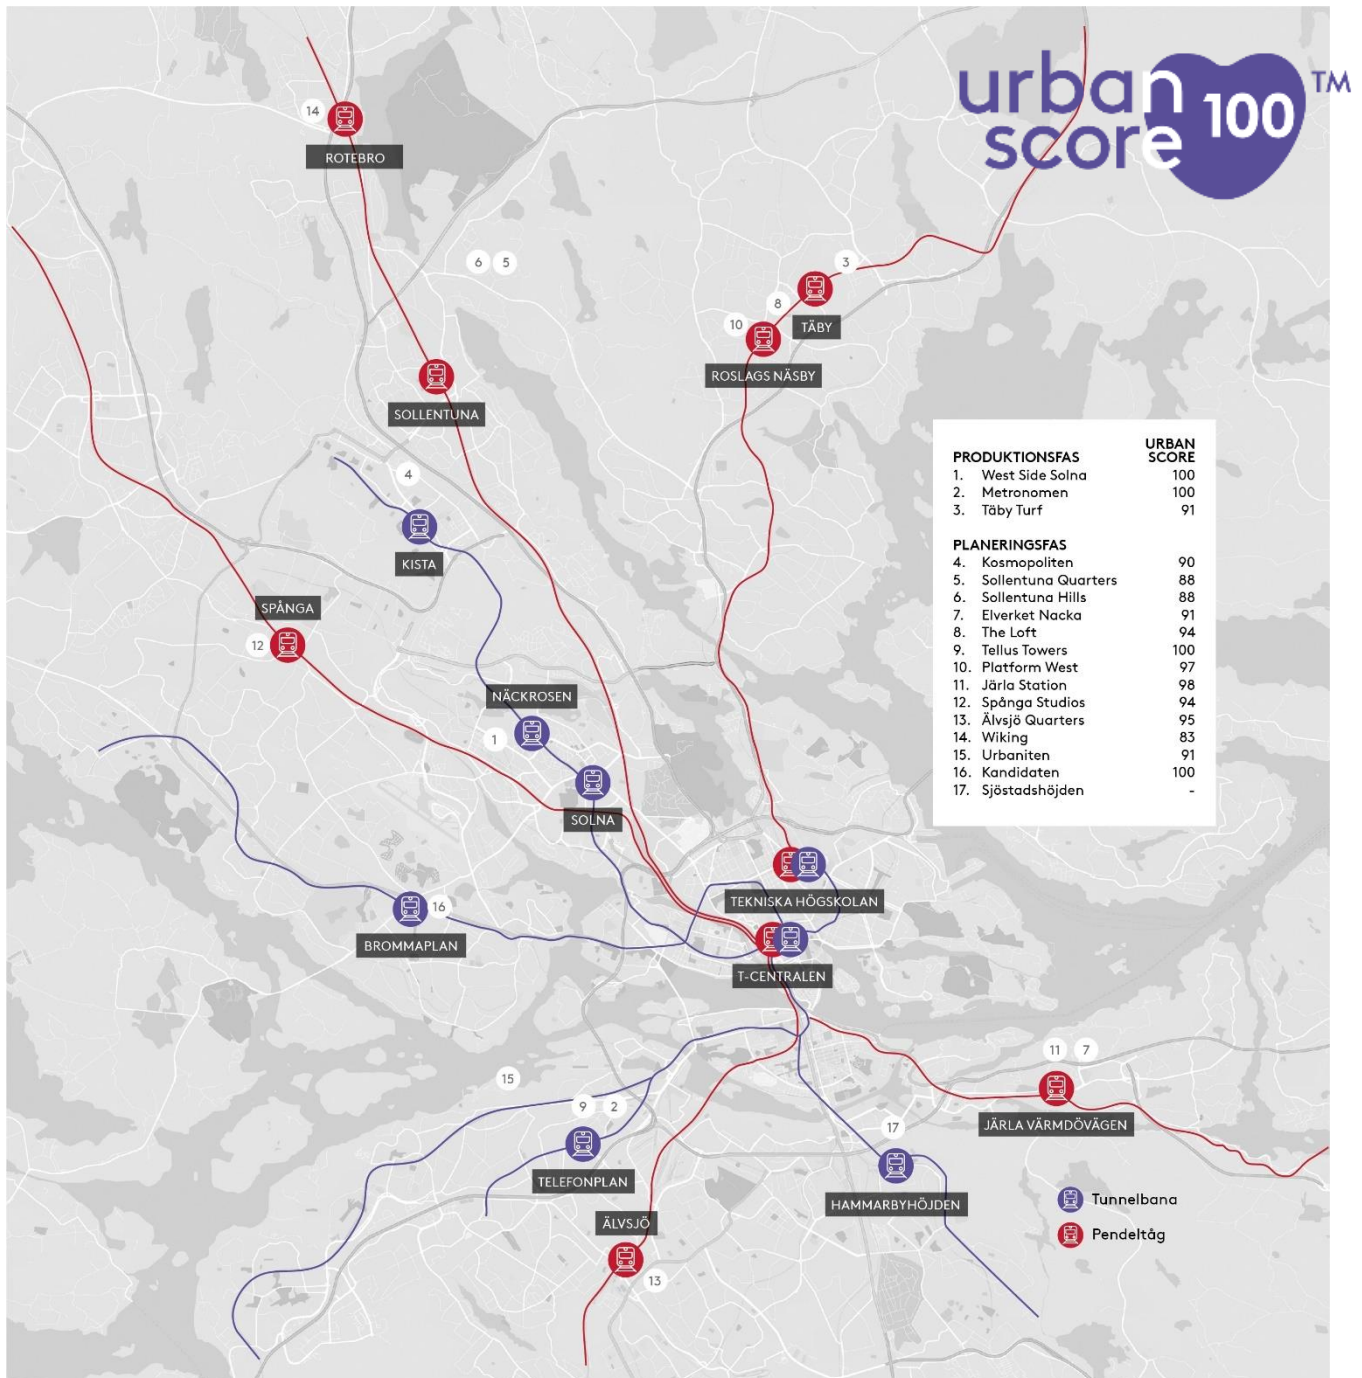 urban
score 100 TM
14
ROTEBRO
6 5
3
8
10
TÄBY
ROSLAGS NÄSBY
SOLLENTUNA
4
KISTA
SPÅNGA
12
NÄCKROSEN
1
SOLNA
TEKNISKA HÖGSKOLAN
16
BROMMAPLAN
T-CENTRALEN
11 7
15
9 2
17
JÄRLA VÄRMDÖVÄGEN
TELEFONPLAN
HAMMARBYHÖJDEN
ÄLVSJÖ
13
URBAN
PRODUKTIONSFAS SCORE
1. West Side Solna 100
2. Metronomen 100
3. Täby Turf 91
PLANERINGSFAS
4. Kosmopoliten 90
5. Sollentuna Quarters 88
6. Sollentuna Hills 88
7. Elverket Nacka 91
8. The Loft 94
9. Tellus Towers 100
10. Platform West 97
11. Järla Station 98
12. Spånga Studios 94
13. Älvsjö Quarters 95
14. Wiking 83
15. Urbaniten 91
16. Kandidaten 100
17. Sjöstadshöjden -
Tunnelbana
Pendeltåg